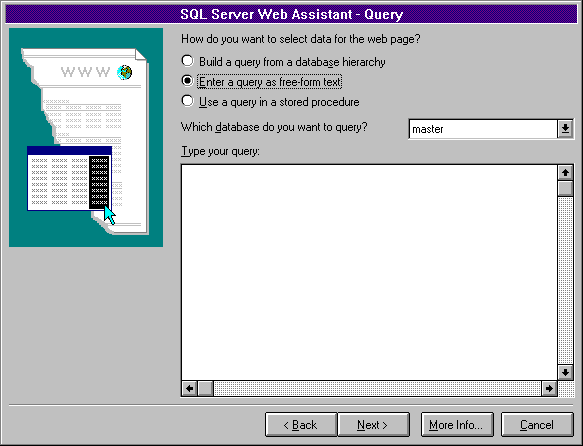 SQL Server Web Assistant - Query
WWW
How do you want to select data for the web page?
Build a query from a database hierarchy
Enter a query as free-form text
Use a query in a stored procedure
Which database do you want to query?
master
Type your query:
< Back
Next >
More Info...
Cancel